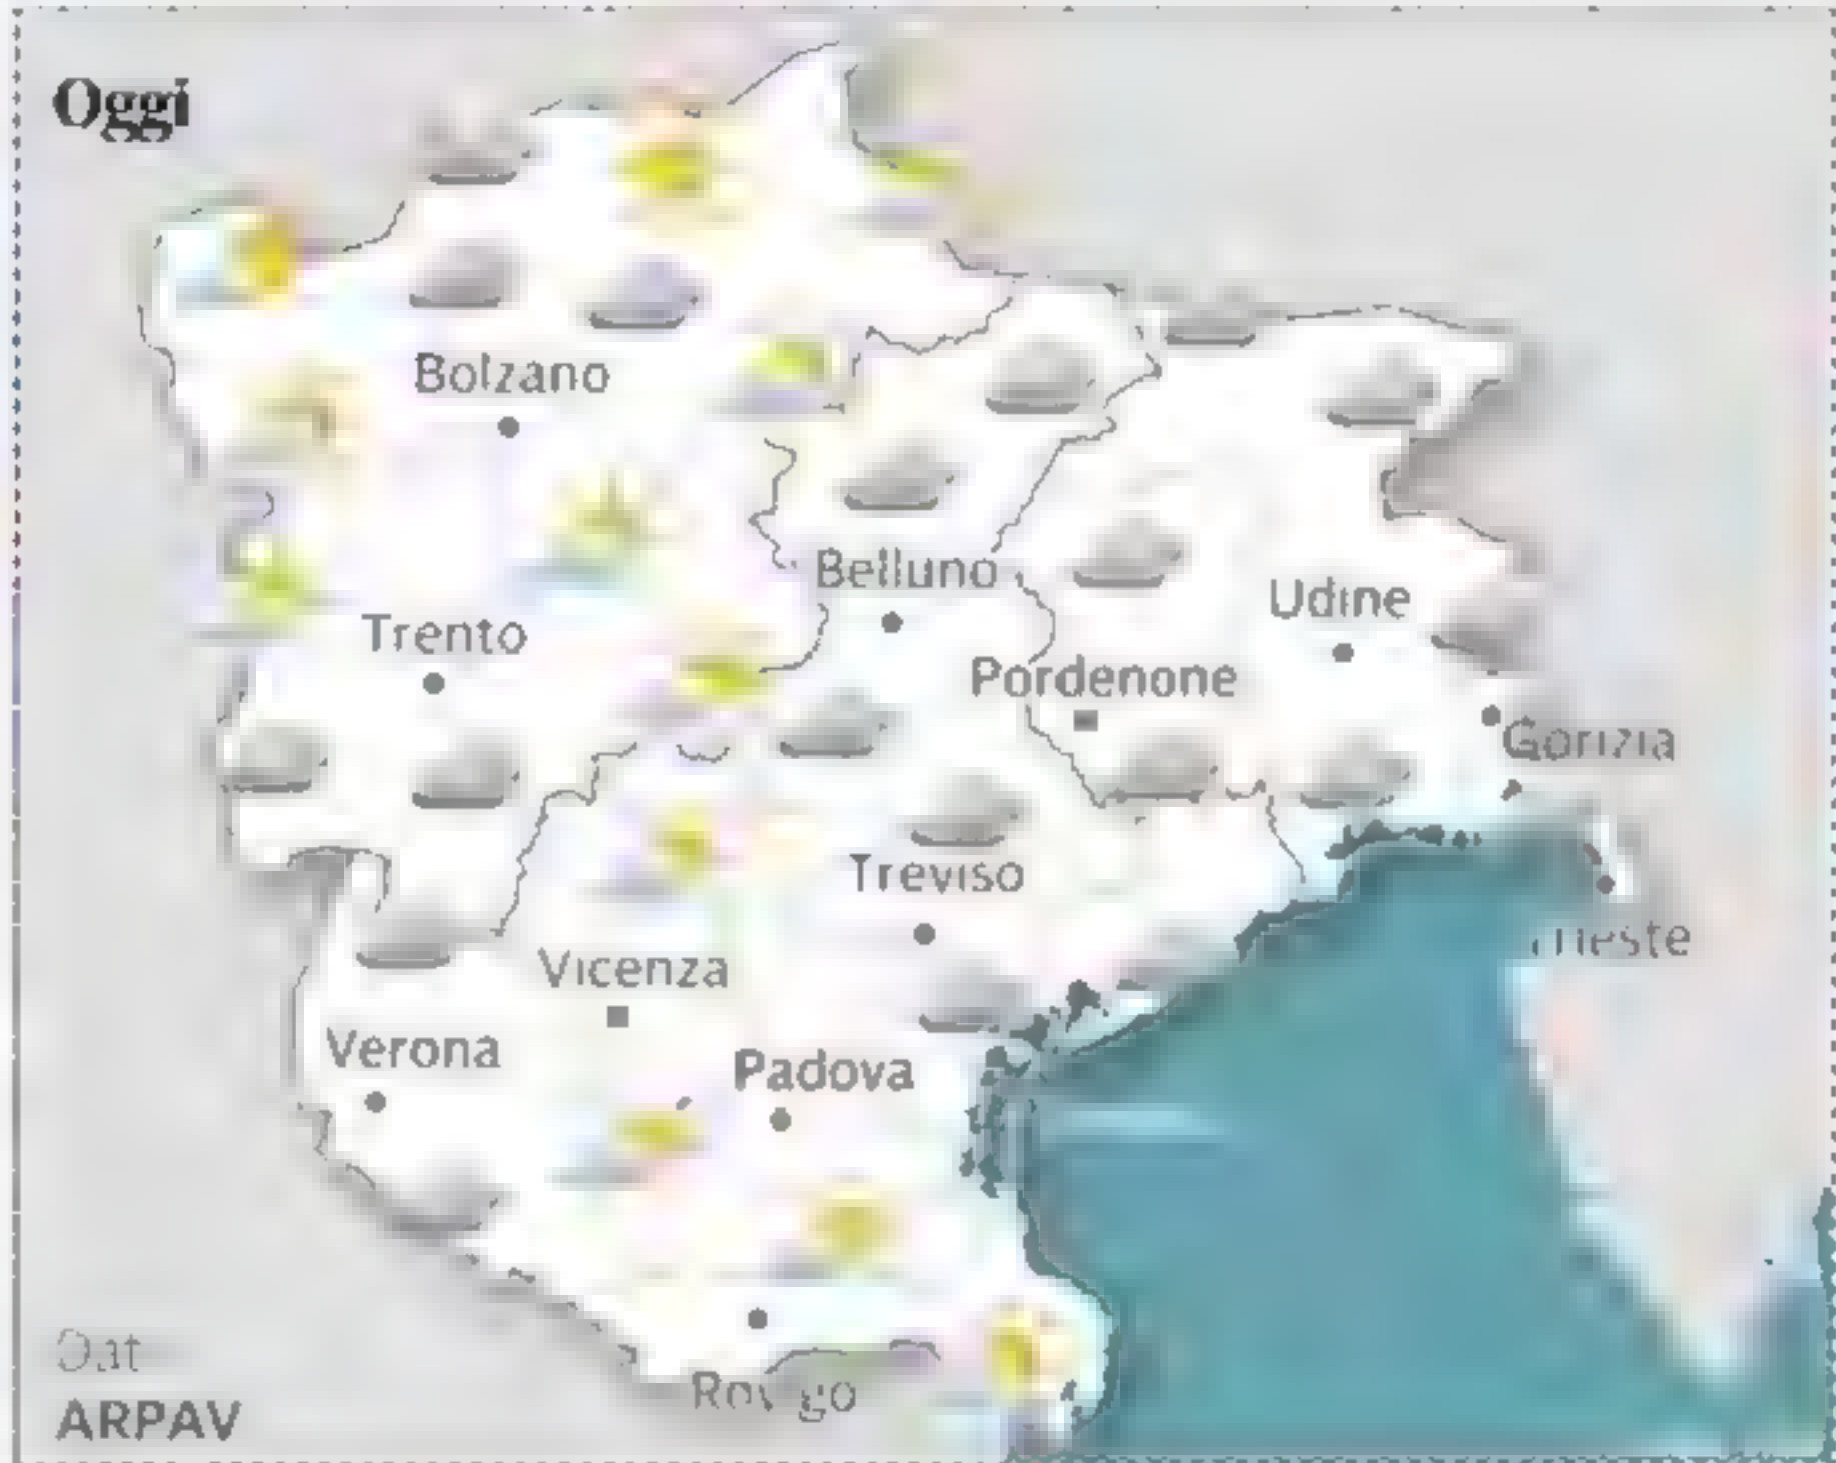 Oggi
Bolzano
Belluno
Udine
Trento
Pordenone
Gorizia
Treviso
Vicenza
Verona
Padova
ARPAV